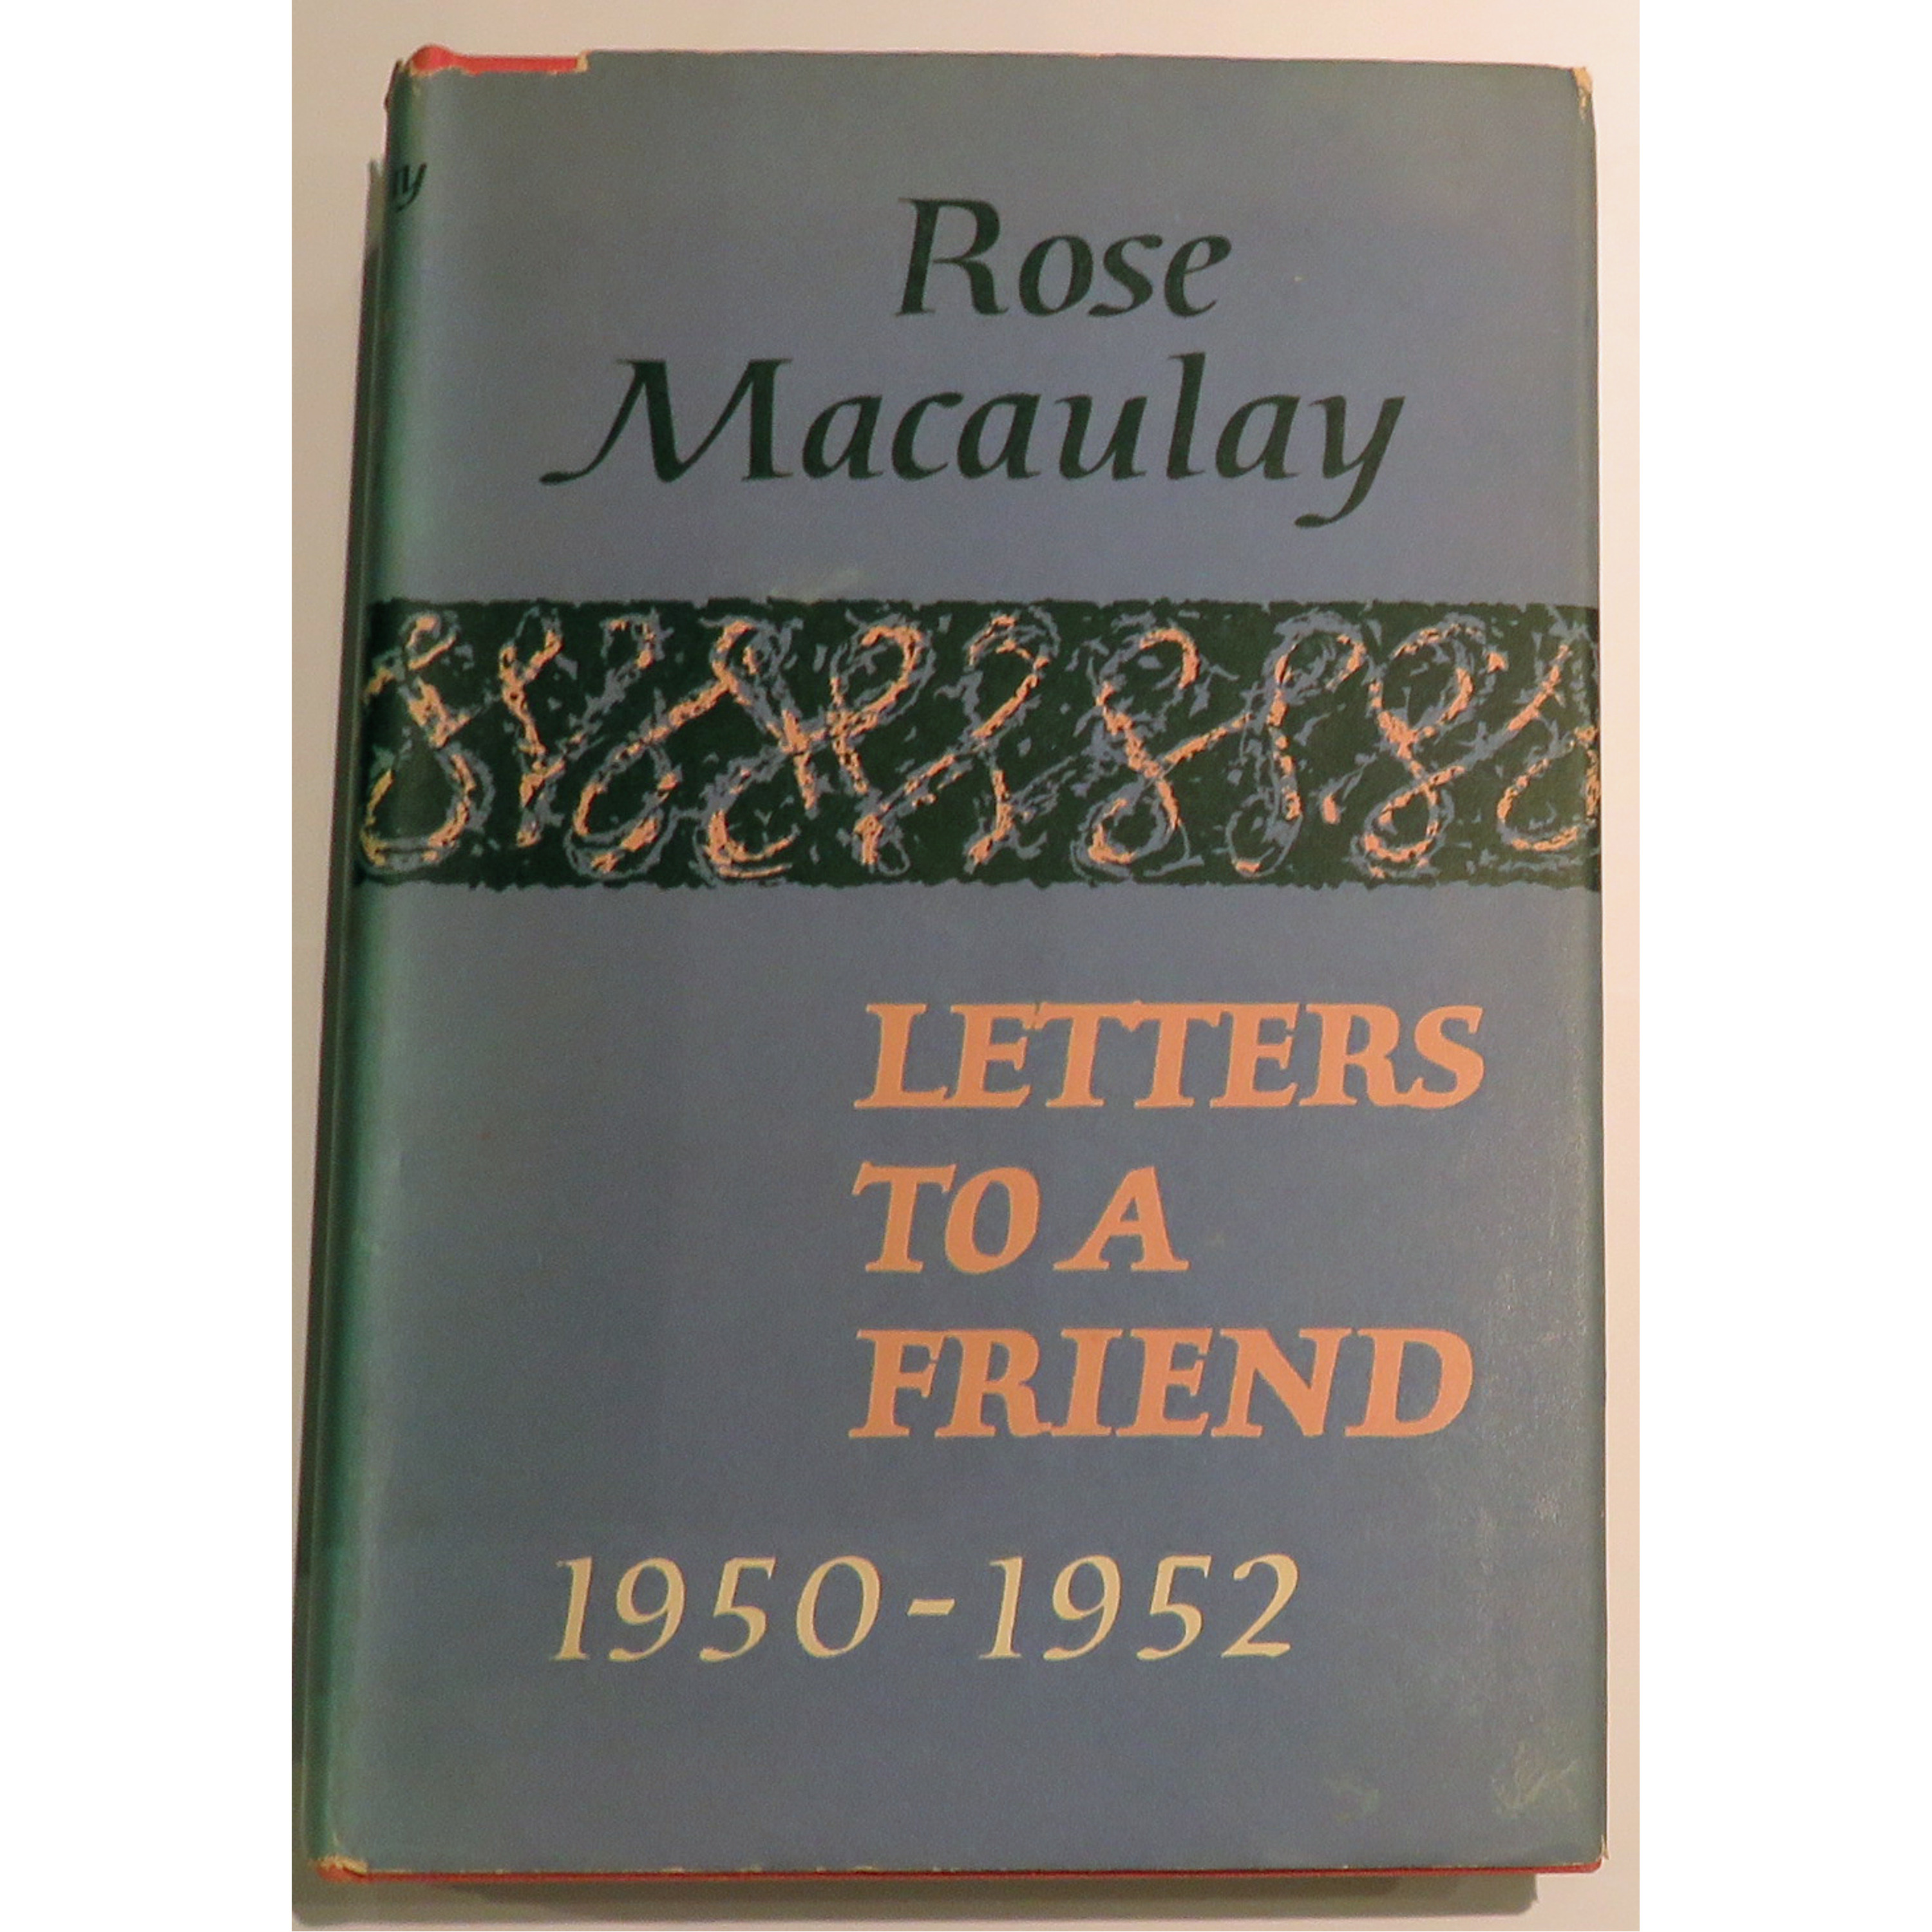 Rose
Macaulay
LETTERS
TO A
FRIEND
1950-1952